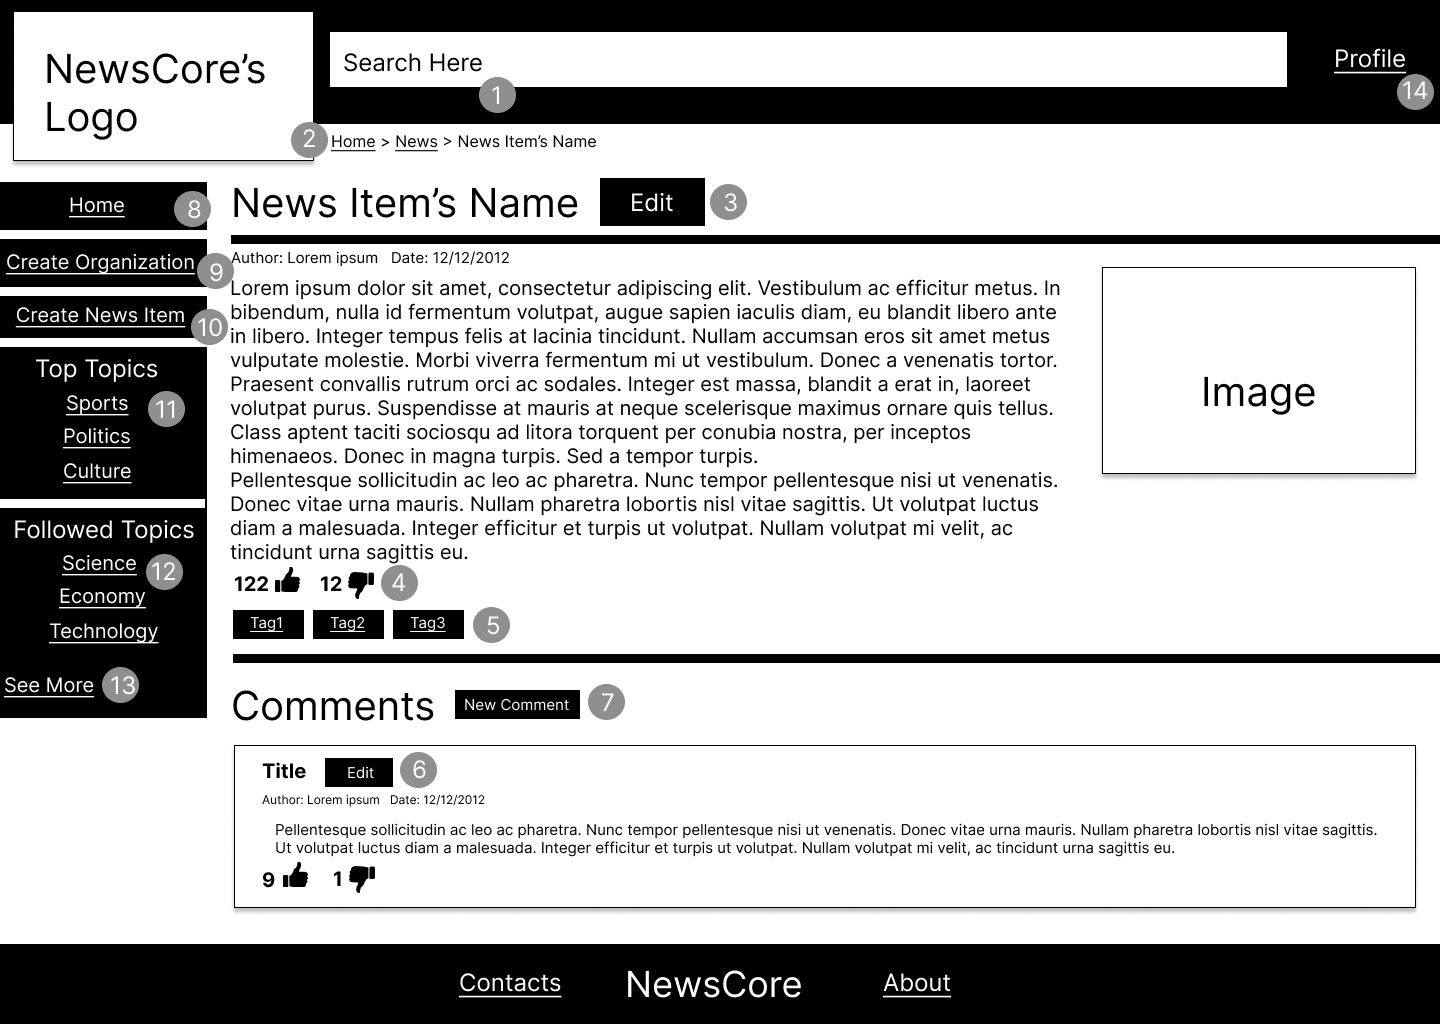 NewsCore’s
Logo
Search Here
1
Profile
14
2
Home > News > News Item’s Name
Home
8
Create Organization
9
Create News Item
10
Top Topics
Sports
11
Politics
Culture
Followed Topics
Science
12
Economy
Technology
See More
13
News Item’s Name
Edit
3
Author: Lorem ipsum Date: 12/12/2012
Lorem ipsum dolor sit amet, consectetur adipiscing elit. Vestibulum ac efficitur metus. In
bibendum, nulla id fermentum volutpat, augue sapien iaculis diam, eu blandit libero ante
in libero. Integer tempus felis at lacinia tincidunt. Nullam accumsan eros sit amet metus
vulputate molestie. Morbi viverra fermentum mi ut vestibulum. Donec a venenatis tortor.
Praesent convallis rutrum orci ac sodales. Integer est massa, blandit a erat in, laoreet
volutpat purus. Suspendisse at mauris at neque scelerisque maximus ornare quis tellus.
Class aptent taciti sociosqu ad litora torquent per conubia nostra, per inceptos
himenaeos. Donec in magna turpis. Sed a tempor turpis.
Pellentesque sollicitudin ac leo ac pharetra. Nunc tempor pellentesque nisi ut venenatis.
Donec vitae urna mauris. Nullam pharetra lobortis nisl vitae sagittis. Ut volutpat luctus
diam a malesuada. Integer efficitur et turpis ut volutpat. Nullam volutpat mi velit, ac
tincidunt urna sagittis eu.
Image
122 12 4
Tag1 Tag2 Tag3 5
Comments
New Comment
7
Title
Edit
6
Author: Lorem ipsum Date: 12/12/2012
Pellentesque sollicitudin ac leo ac pharetra. Nunc tempor pellentesque nisi ut venenatis. Donec vitae urna mauris. Nullam pharetra lobortis nisl vitae sagittis.
Ut volutpat luctus diam a malesuada. Integer efficitur et turpis ut volutpat. Nullam volutpat mi velit, ac tincidunt urna sagittis eu.
9 1
Contacts
NewsCore
About